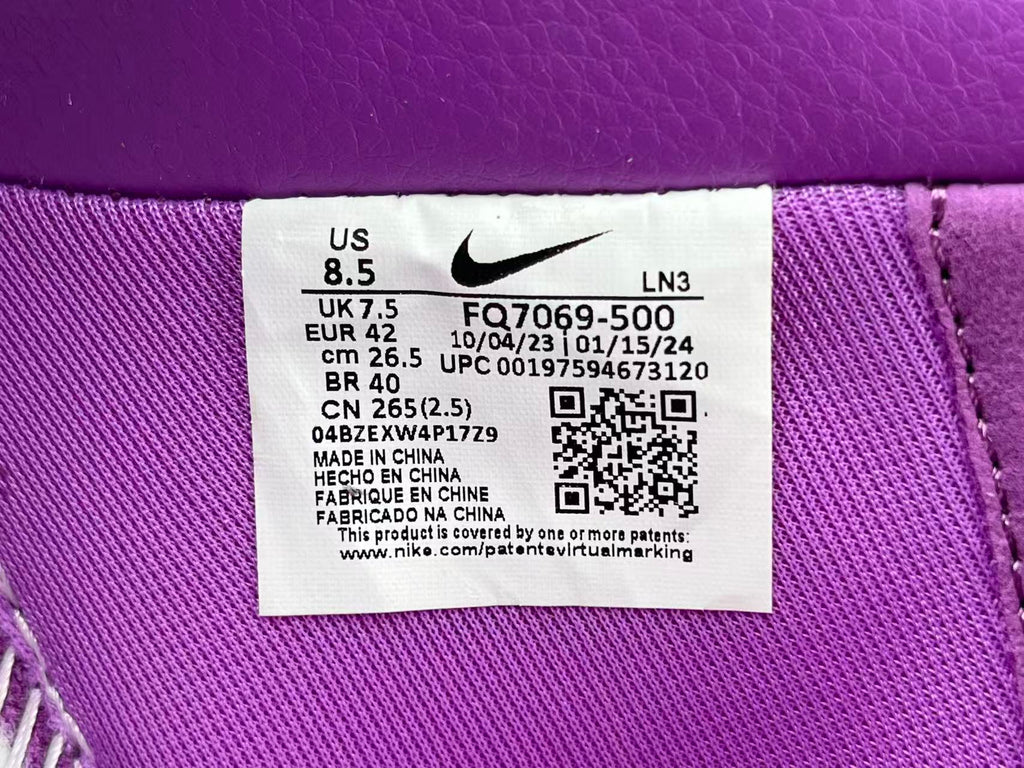 US
8.5
LN3
UK 7.5
EUR 42
cm 26.5
BR 40
CN 265(2.5)
FQ7069-500
10/04/23 | 01/15/24
UPC 00197594673120
04BZEXW4P17Z9
MADE IN CHINA
HECHO EN CHINA
FABRIQUE EN CHINE
FABRICADO NA CHINA
This product is covered by one or more patents:
www.nike.com/patentsvirtualmarking